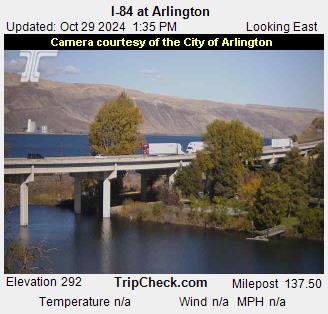 I-84 at Arlington
Updated: Oct 29 2024 1:35 PM Looking East
Camera courtesy of the City of Arlington
Elevation 292 TripCheck.com Milepost 137.50
Temperature n/a Wind n/a MPH n/a